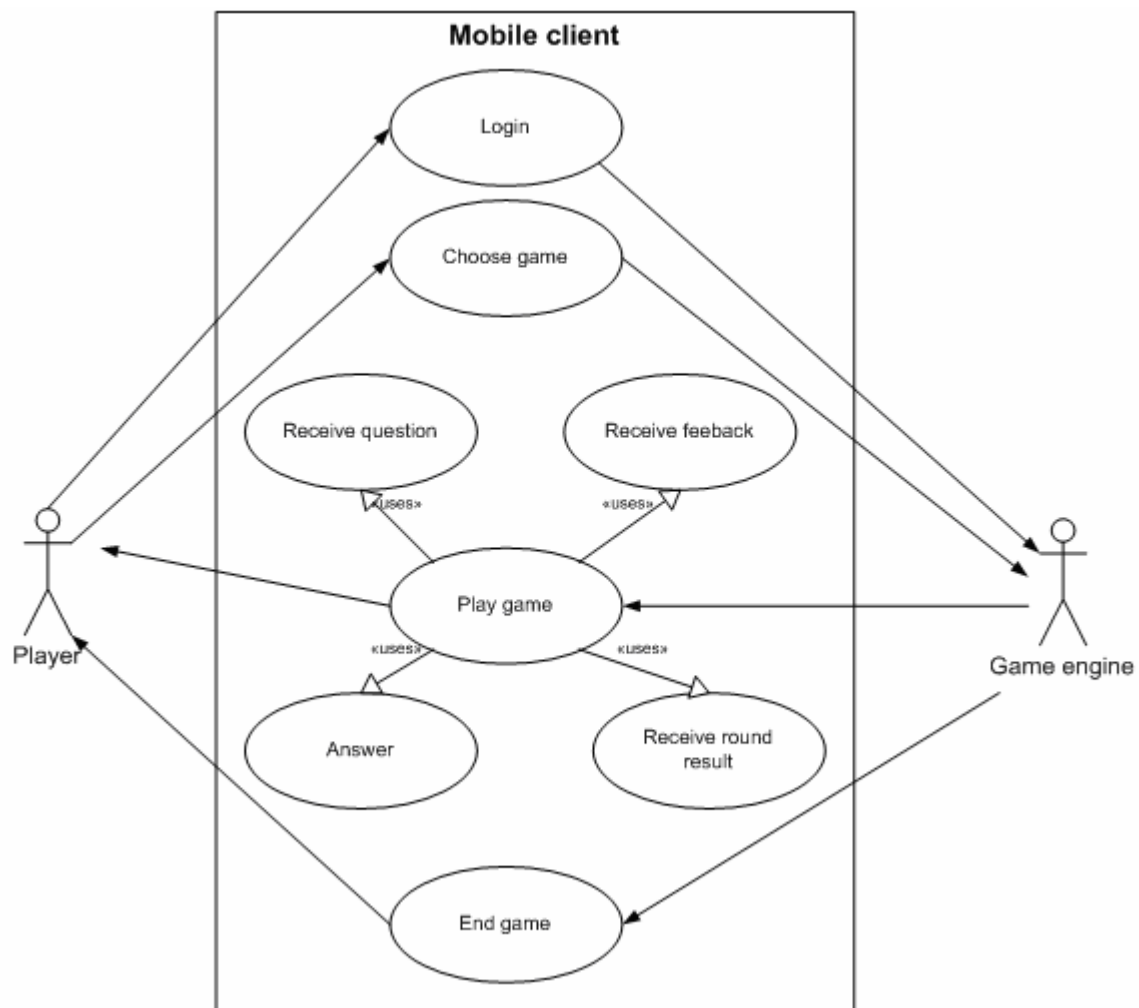 Mobile client
Login
Choose game
Receive question
Receive feeback
«uses»
«uses»
Play game
Player
Game engine
«uses»
«uses»
Answer
Receive round
result
End game